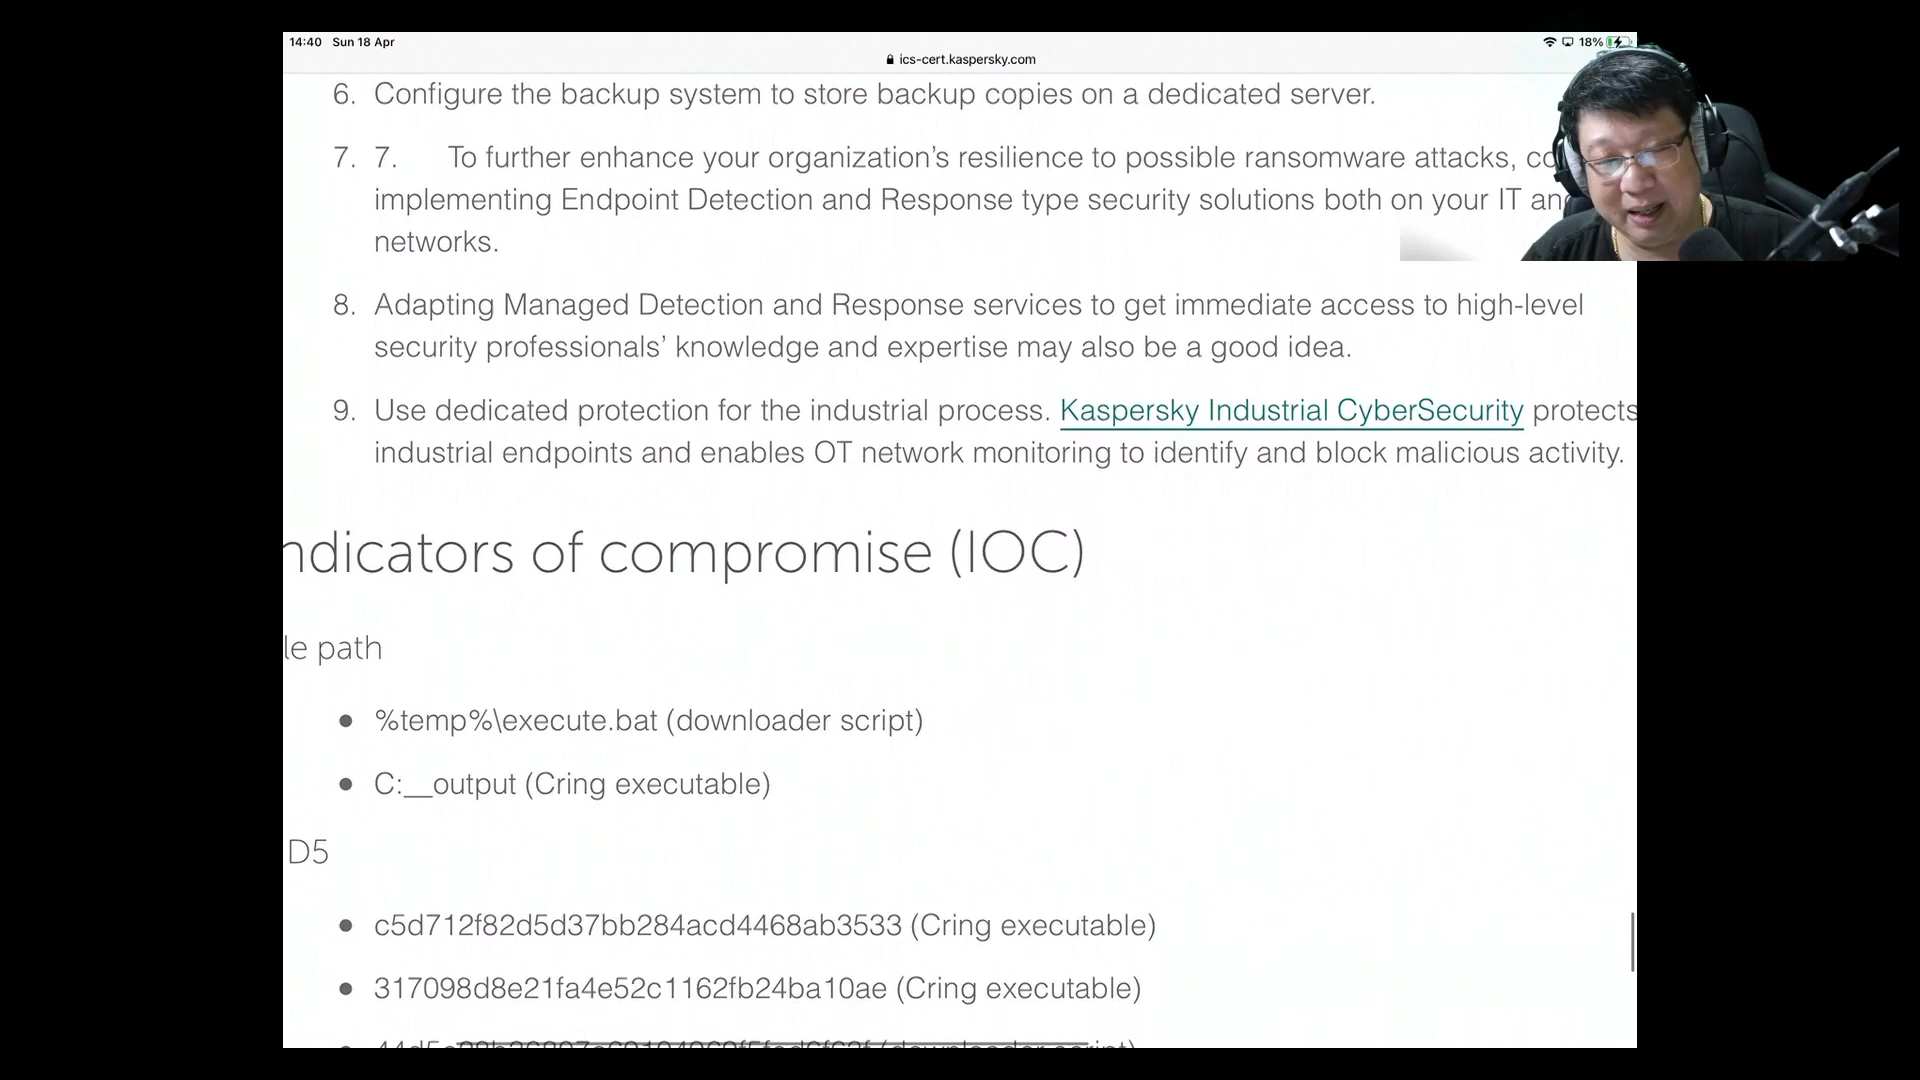 14:40 Sun 18 Apr
18%
ics-cert.kaspersky.com
6. Configure the backup system to store backup copies on a dedicated server.
7. 7. To further enhance your organization's resilience to possible ransomware attacks, co
implementing Endpoint Detection and Response type security solutions both on your IT an
networks.
8. Adapting Managed Detection and Response services to get immediate access to high-level
security professionals' knowledge and expertise may also be a good idea.
9. Use dedicated protection for the industrial process. Kaspersky Industrial CyberSecurity protects
industrial endpoints and enables OT network monitoring to identify and block malicious activity.
ndicators of compromise (IOC)
le path
● %temp%\execute.bat (downloader script)
● C:__output (Cring executable)
D5
● c5d712f82d5d37bb284acd4468ab3533 (Cring executable)
● 317098d8e21fa4e52c1162fb24ba10ae (Cring executable)
(downloader script)